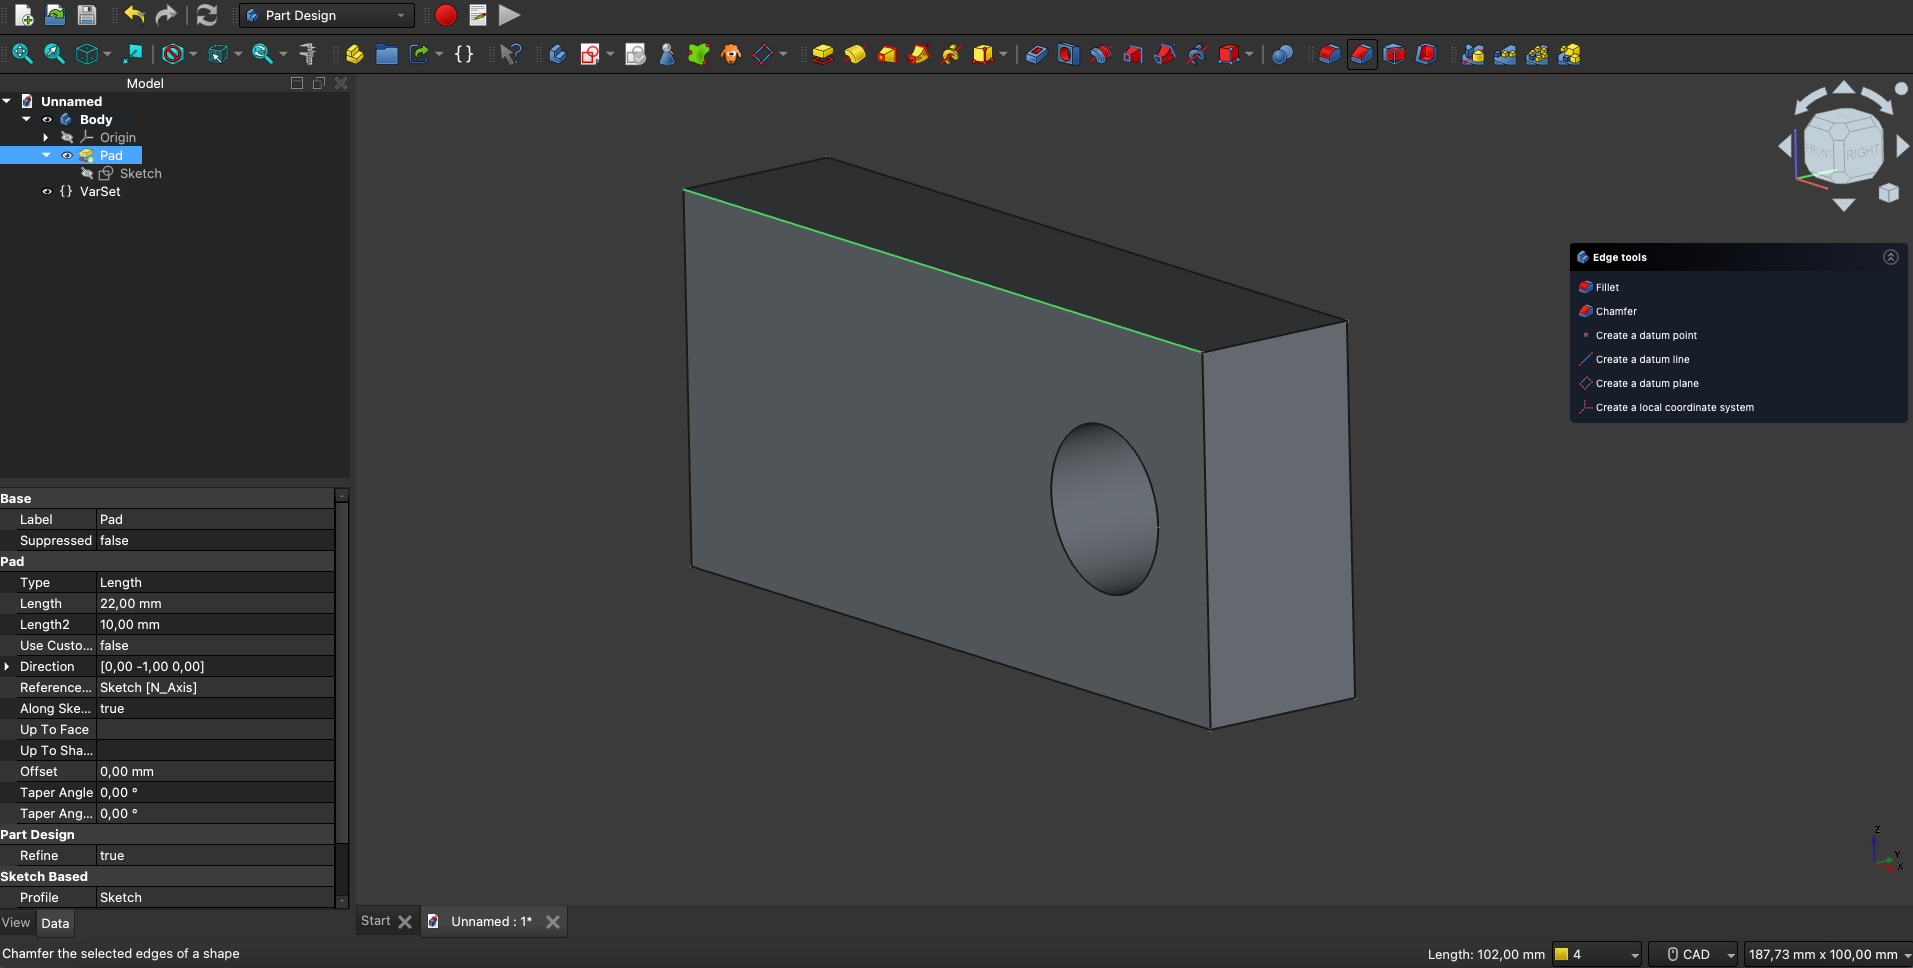 Part Design
Model
Unnamed
Body
Origin
Pad
Sketch
VarSet
FRONT
RIGHT
Edge tools
Fillet
Chamfer
Create a datum point
Create a datum line
Create a datum plane
Create a local coordinate system
Base
Label Pad
Suppressed false
Pad
Type Length
Length 22,00 mm
Length2 10,00 mm
Use Custo... false
Direction [0,00 -1,00 0,00]
Reference... Sketch [N_Axis]
Along Ske... true
Up To Face
Up To Sha...
Offset 0,00 mm
Taper Angle 0,00 °
Taper Ang... 0,00 °
Part Design
Refine true
Sketch Based
Profile Sketch
View Data
Start
Unnamed : 1*
Z
Y
X
Chamfer the selected edges of a shape
Length: 102,00 mm
4
CAD
187,73 mm x 100,00 mm